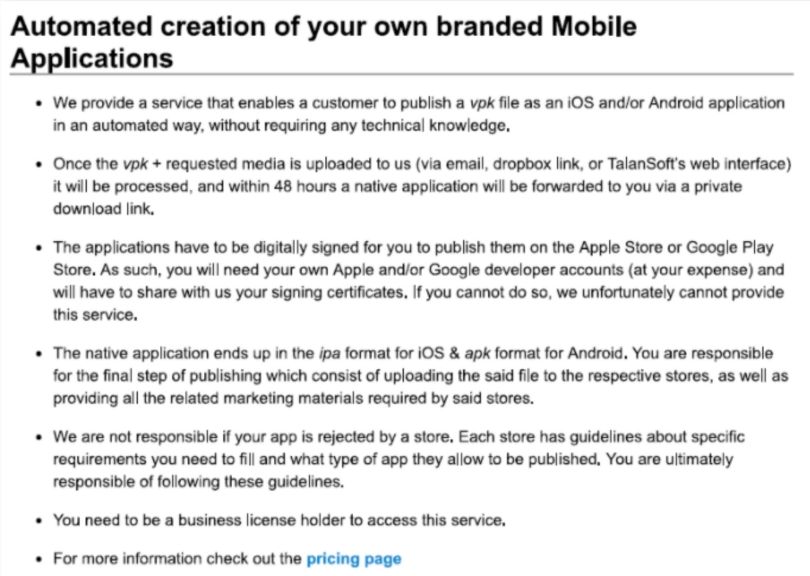 Automated creation of your own branded Mobile
Applications
• We provide a service that enables a customer to publish a vpk file as an iOS and/or Android application
in an automated way, without requiring any technical knowledge.
• Once the vpk + requested media is uploaded to us (via email, dropbox link, or TalanSoft's web interface)
it will be processed, and within 48 hours a native application will be forwarded to you via a private
download link.
• The applications have to be digitally signed for you to publish them on the Apple Store or Google Play
Store. As such, you will need your own Apple and/or Google developer accounts (at your expense) and
will have to share with us your signing certificates. If you cannot do so, we unfortunately cannot provide
this service.
• The native application ends up in the ipa format for iOS & apk format for Android. You are responsible
for the final step of publishing which consist of uploading the said file to the respective stores, as well as
providing all the related marketing materials required by said stores.
• We are not responsible if your app is rejected by a store. Each store has guidelines about specific
requirements you need to fill and what type of app they allow to be published. You are ultimately
responsible of following these guidelines.
• You need to be a business license holder to access this service.
• For more information check out the pricing page